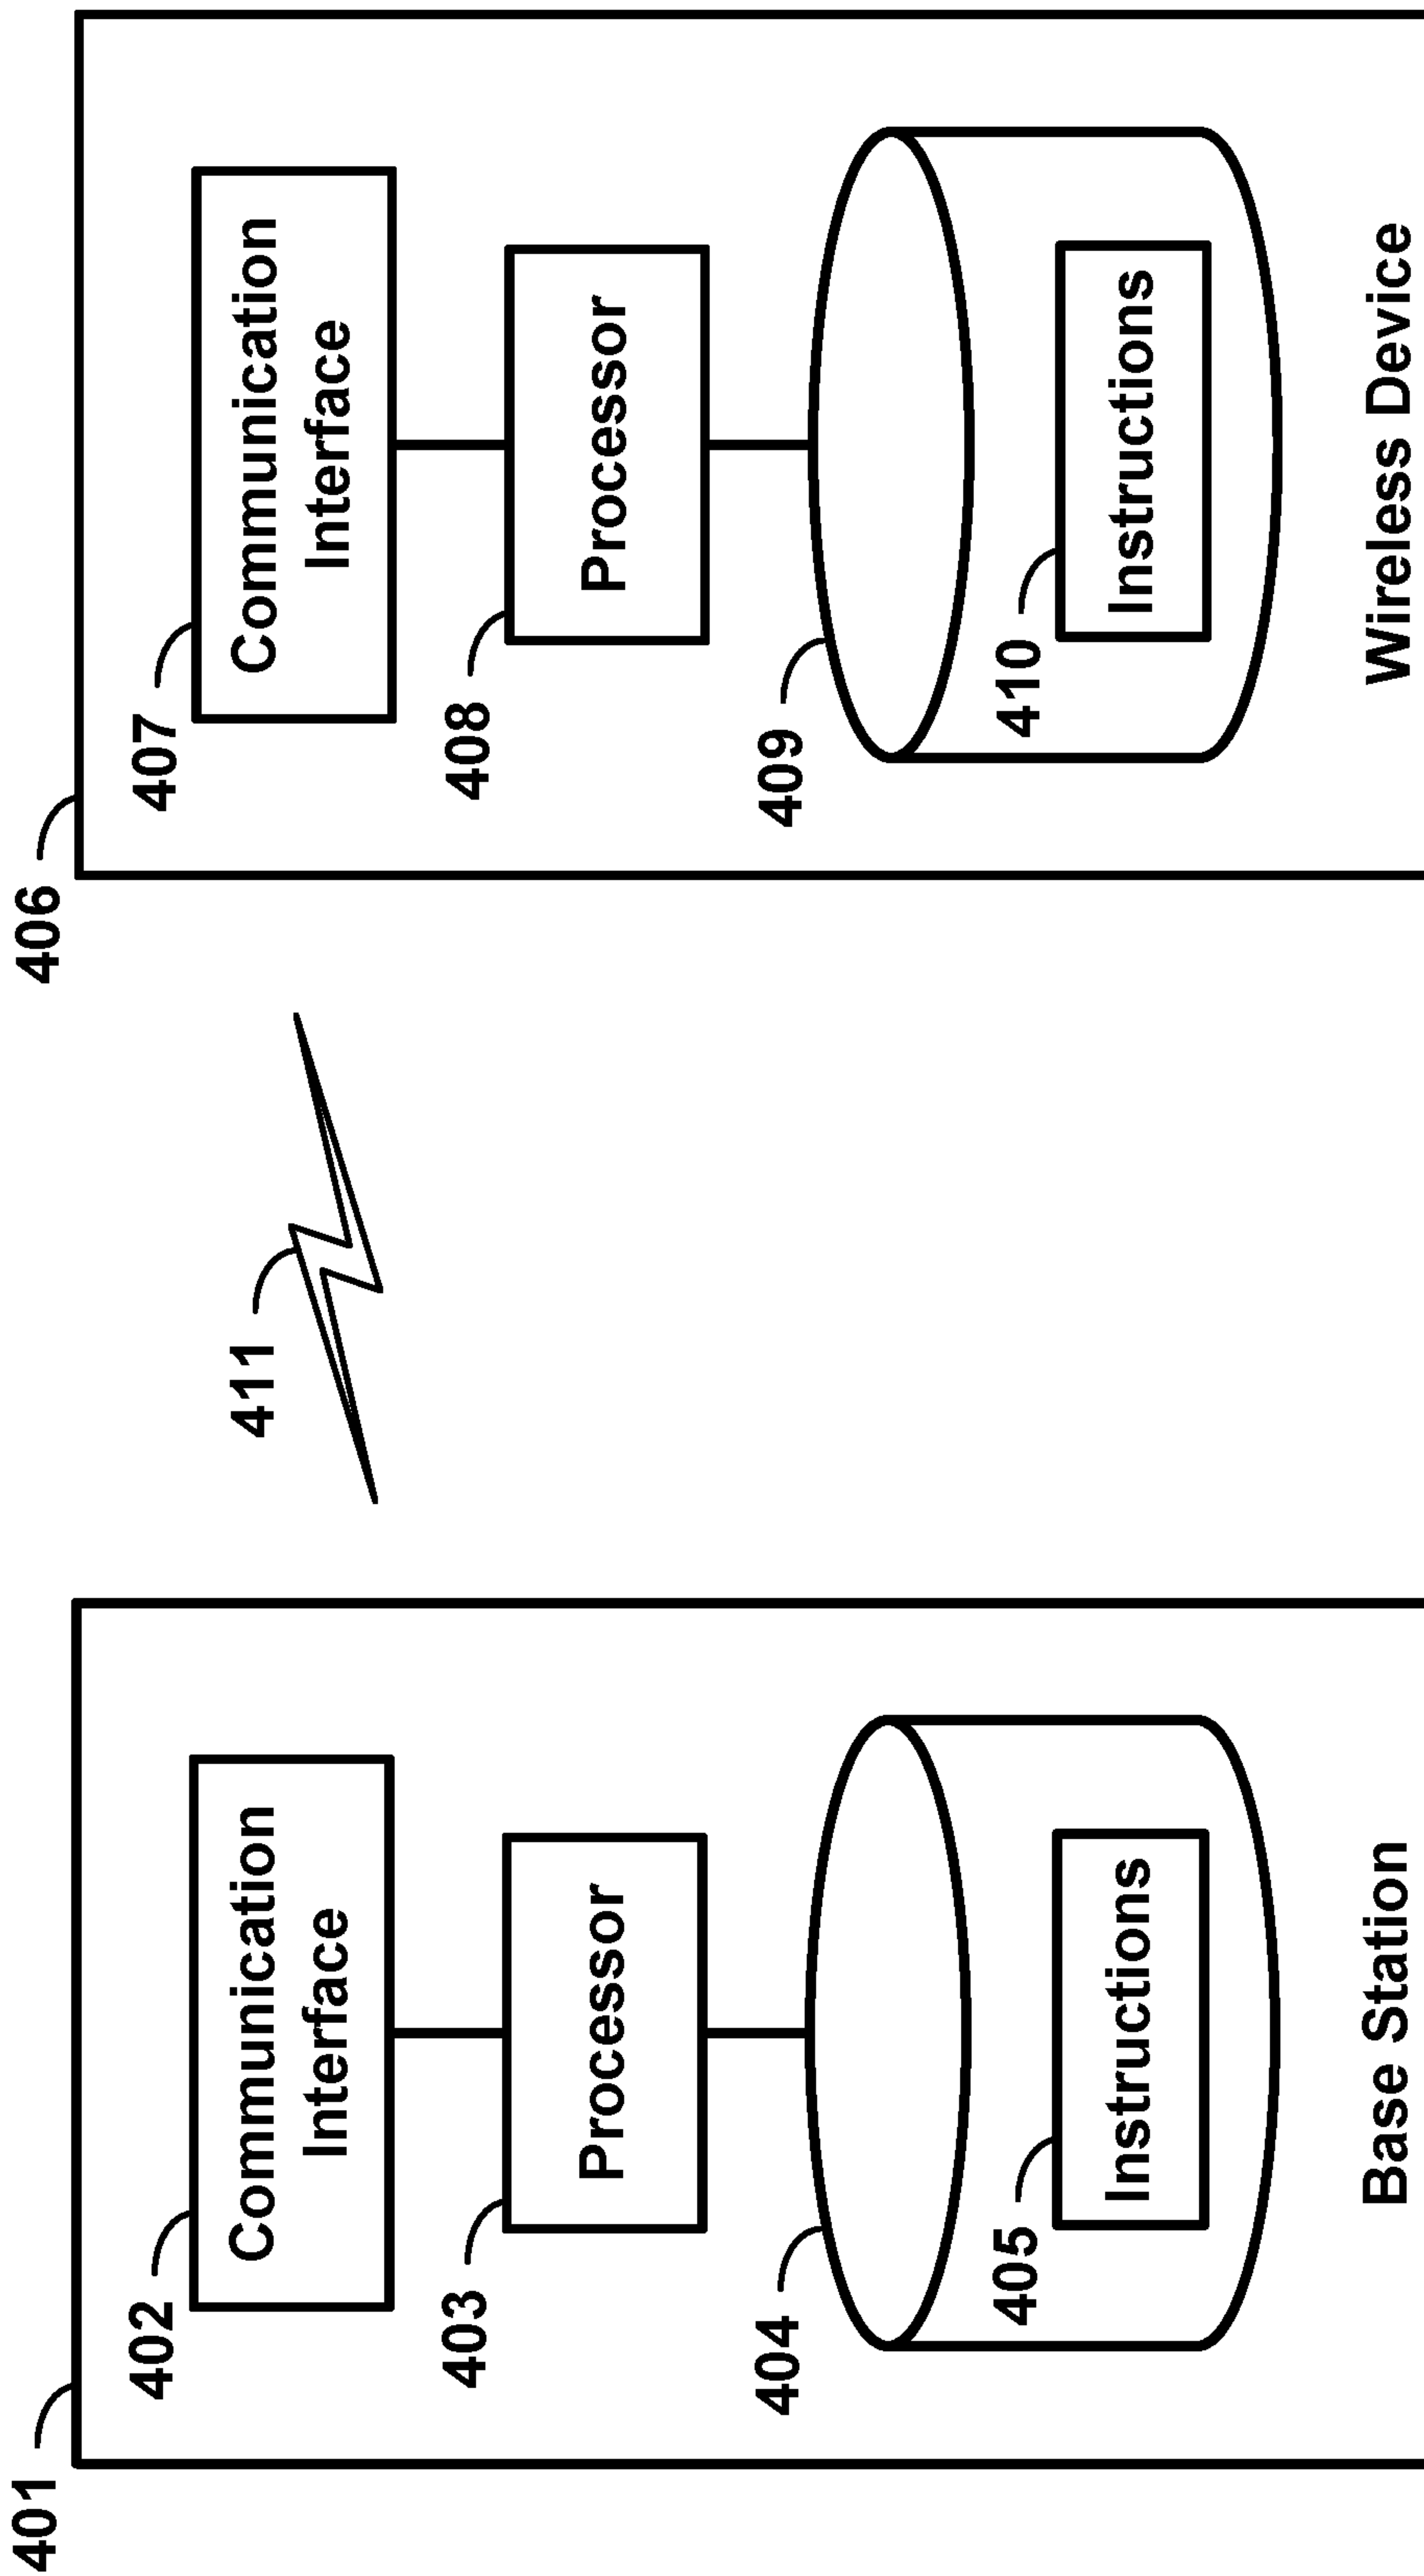 401
402
Communication
Interface
403
Processor
404
405
Instructions
Base Station
411
406
407
Communication
Interface
408
Processor
409
410
Instructions
Wireless Device